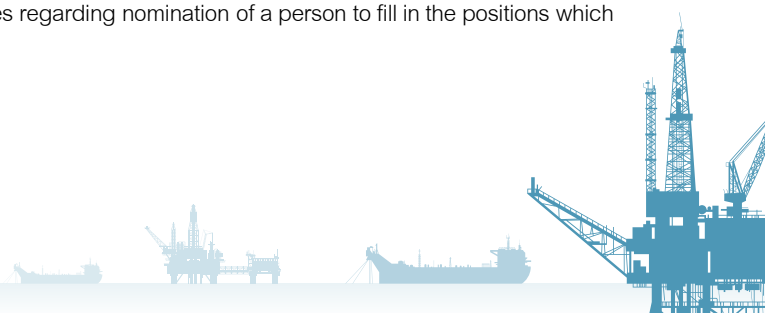 es regarding nomination of a person to fill in the positions which